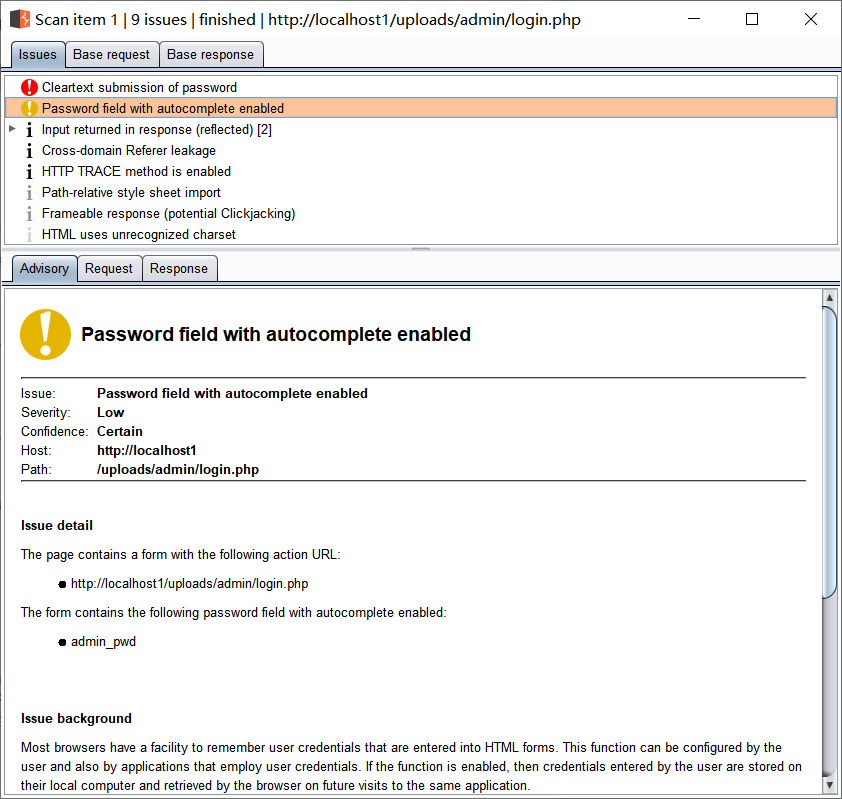 Scan item 1 | 9 issues | finished | http://localhost1/uploads/admin/login.php
Issues Base request Base response
Cleartext submission of password
Password field with autocomplete enabled
Input returned in response (reflected) [2]
Cross-domain Referer leakage
HTTP TRACE method is enabled
Path-relative style sheet import
Frameable response (potential Clickjacking)
HTML uses unrecognized charset
Advisory Request Response
Password field with autocomplete enabled
Issue: Password field with autocomplete enabled
Severity: Low
Confidence: Certain
Host: http://localhost1
Path: /uploads/admin/login.php
Issue detail
The page contains a form with the following action URL:
http://localhost1/uploads/admin/login.php
The form contains the following password field with autocomplete enabled:
admin_pwd
Issue background
Most browsers have a facility to remember user credentials that are entered into HTML forms. This function can be configured by the
user and also by applications that employ user credentials. If the function is enabled, then credentials entered by the user are stored on
their local computer and retrieved by the browser on future visits to the same application.